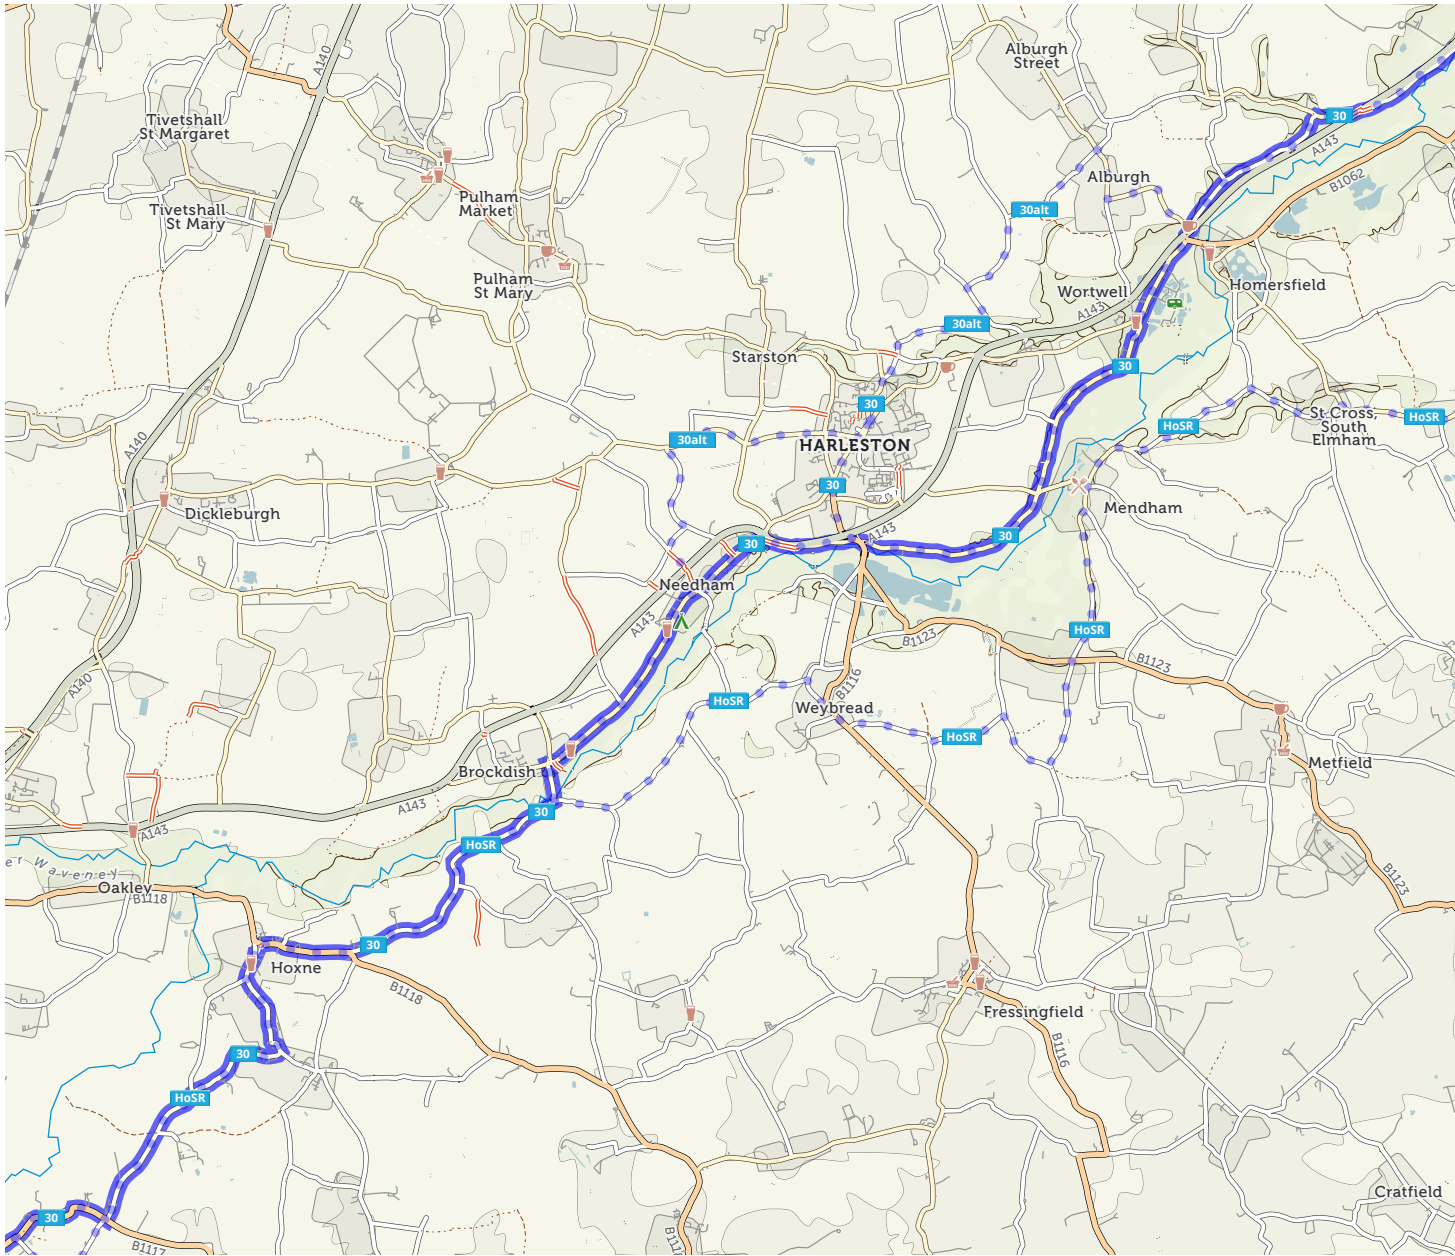 A140
Alburgh
Street
Tivetshall
St Margaret
30
A143
B1062
Alburgh
Pulham
Market
Tivetshall
St Mary
30alt
Pulham
St Mary
Wortwell
Homersfield
A143
30alt
Starston
30
30
HoSR
St Cross,
South
Elmham
HoSR
30alt
HARLESTON
A140
30
Dickleburgh
Mendham
A143
30
30
Needham
A143
HoSR
B1123
B1123
A140
B1116
HoSR
Weybread
HoSR
Brockdish
Metfield
A143
30
A143
HoSR
er Waveney
Oakley
B1118
B1123
30
Hoxne
B1118
Fressingfield
30
B1116
HoSR
Cratfield
30
B1117
B1118